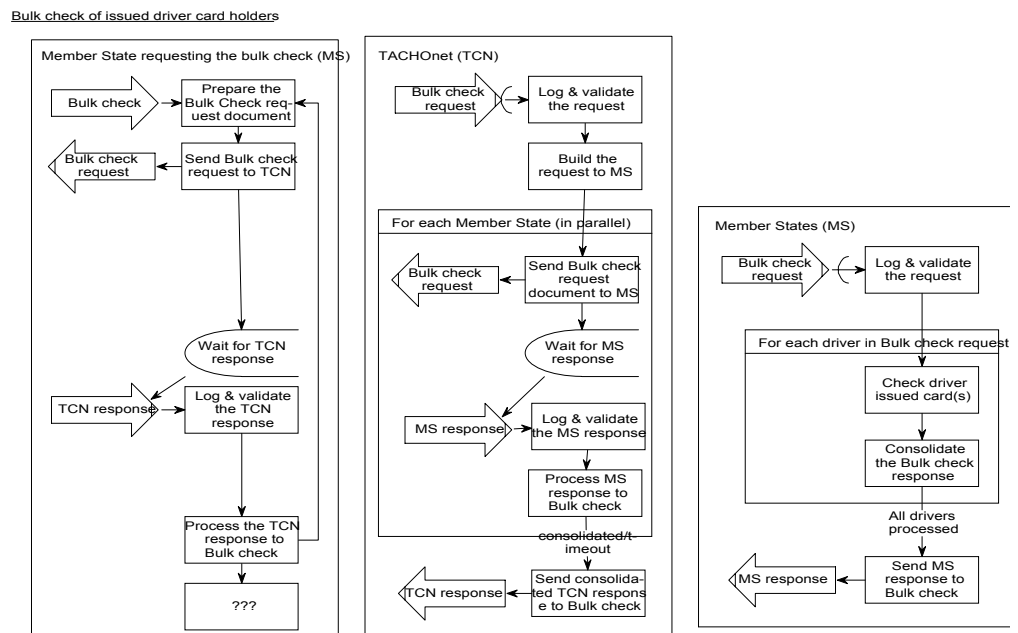 Bulk check of issued driver card holders
Member State requesting the bulk check (MS)
Bulk check
Prepare the
Bulk Check req-
uest document
Bulk check
request
Send Bulk check
request to TCN
Wait for TCN
response
TCN response
Log & validate
the TCN
response
Process the TCN
response to
Bulk check
???
TACHOnet (TCN)
Bulk check
request
Log & validate
the request
Build the
request to MS
For each Member State (in parallel)
Bulk check
request
Send Bulk check
request
document to MS
Wait for MS
response
MS response
Log & validate
the MS response
Process MS
response to
Bulk check
consolidated/t-
imeout
TCN response
Send consolida-
ted TCN respons
e to Bulk check
Member States (MS)
Bulk check
request
Log & validate
the request
For each driver in Bulk check request
Check driver
issued card(s)
Consolidate
the Bulk check
response
All drivers
processed
MS response
Send MS
response to
Bulk check